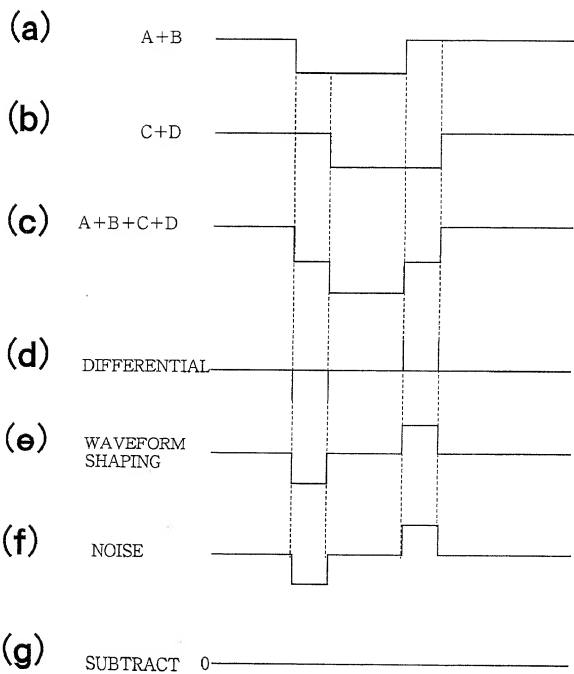 (a) A+B
(b) C+D
(c) A+B+C+D
(d) DIFFERENTIAL
(e) WAVEFORM
SHAPING
(f) NOISE
(g) SUBTRACT 0